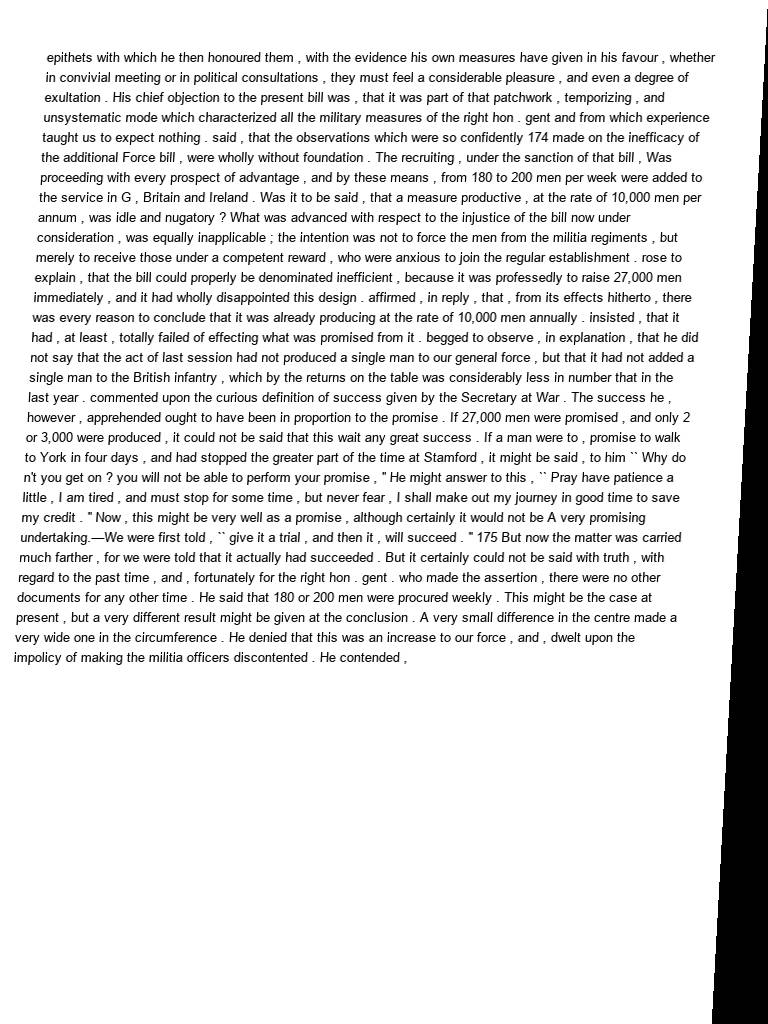 epithets with which he then honoured them , with the evidence his own measures have given in his favour , whether
in convivial meeting or in political consultations , they must feel a considerable pleasure , and even a degree of
exultation . His chief objection to the present bill was , that it was part of that patchwork , temporizing , and
unsystematic mode which characterized all the military measures of the right hon . gent and from which experience
taught us to expect nothing . said , that the observations which were so confidently 174 made on the inefficacy of
the additional Force bill , were wholly without foundation . The recruiting , under the sanction of that bill , Was
proceeding with every prospect of advantage , and by these means , from 180 to 200 men per week were added to
the service in G , Britain and Ireland . Was it to be said , that a measure productive , at the rate of 10,000 men per
annum , was idle and nugatory ? What was advanced with respect to the injustice of the bill now under
consideration , was equally inapplicable ; the intention was not to force the men from the militia regiments , but
merely to receive those under a competent reward , who were anxious to join the regular establishment . rose to
explain , that the bill could properly be denominated inefficient , because it was professedly to raise 27,000 men
immediately , and it had wholly disappointed this design . affirmed , in reply , that , from its effects hitherto , there
was every reason to conclude that it was already producing at the rate of 10,000 men annually . insisted , that it
had , at least , totally failed of effecting what was promised from it . begged to observe , in explanation , that he did
not say that the act of last session had not produced a single man to our general force , but that it had not added a
single man to the British infantry , which by the returns on the table was considerably less in number that in the
last year . commented upon the curious definition of success given by the Secretary at War . The success he ,
however , apprehended ought to have been in proportion to the promise . If 27,000 men were promised , and only 2
or 3,000 were produced , it could not be said that this wait any great success . If a man were to , promise to walk
to York in four days , and had stopped the greater part of the time at Stamford , it might be said , to him `` Why do
n't you get on ? you will not be able to perform your promise , " He might answer to this , `` Pray have patience a
little , I am tired , and must stop for some time , but never fear , I shall make out my journey in good time to save
my credit . " Now , this might be very well as a promise , although certainly it would not be A very promising
undertaking.—We were first told , `` give it a trial , and then it , will succeed . " 175 But now the matter was carried
much farther , for we were told that it actually had succeeded . But it certainly could not be said with truth , with
regard to the past time , and , fortunately for the right hon . gent . who made the assertion , there were no other
documents for any other time . He said that 180 or 200 men were procured weekly . This might be the case at
present , but a very different result might be given at the conclusion . A very small difference in the centre made a
very wide one in the circumference . He denied that this was an increase to our force , and , dwelt upon the
impolicy of making the militia officers discontented . He contended ,